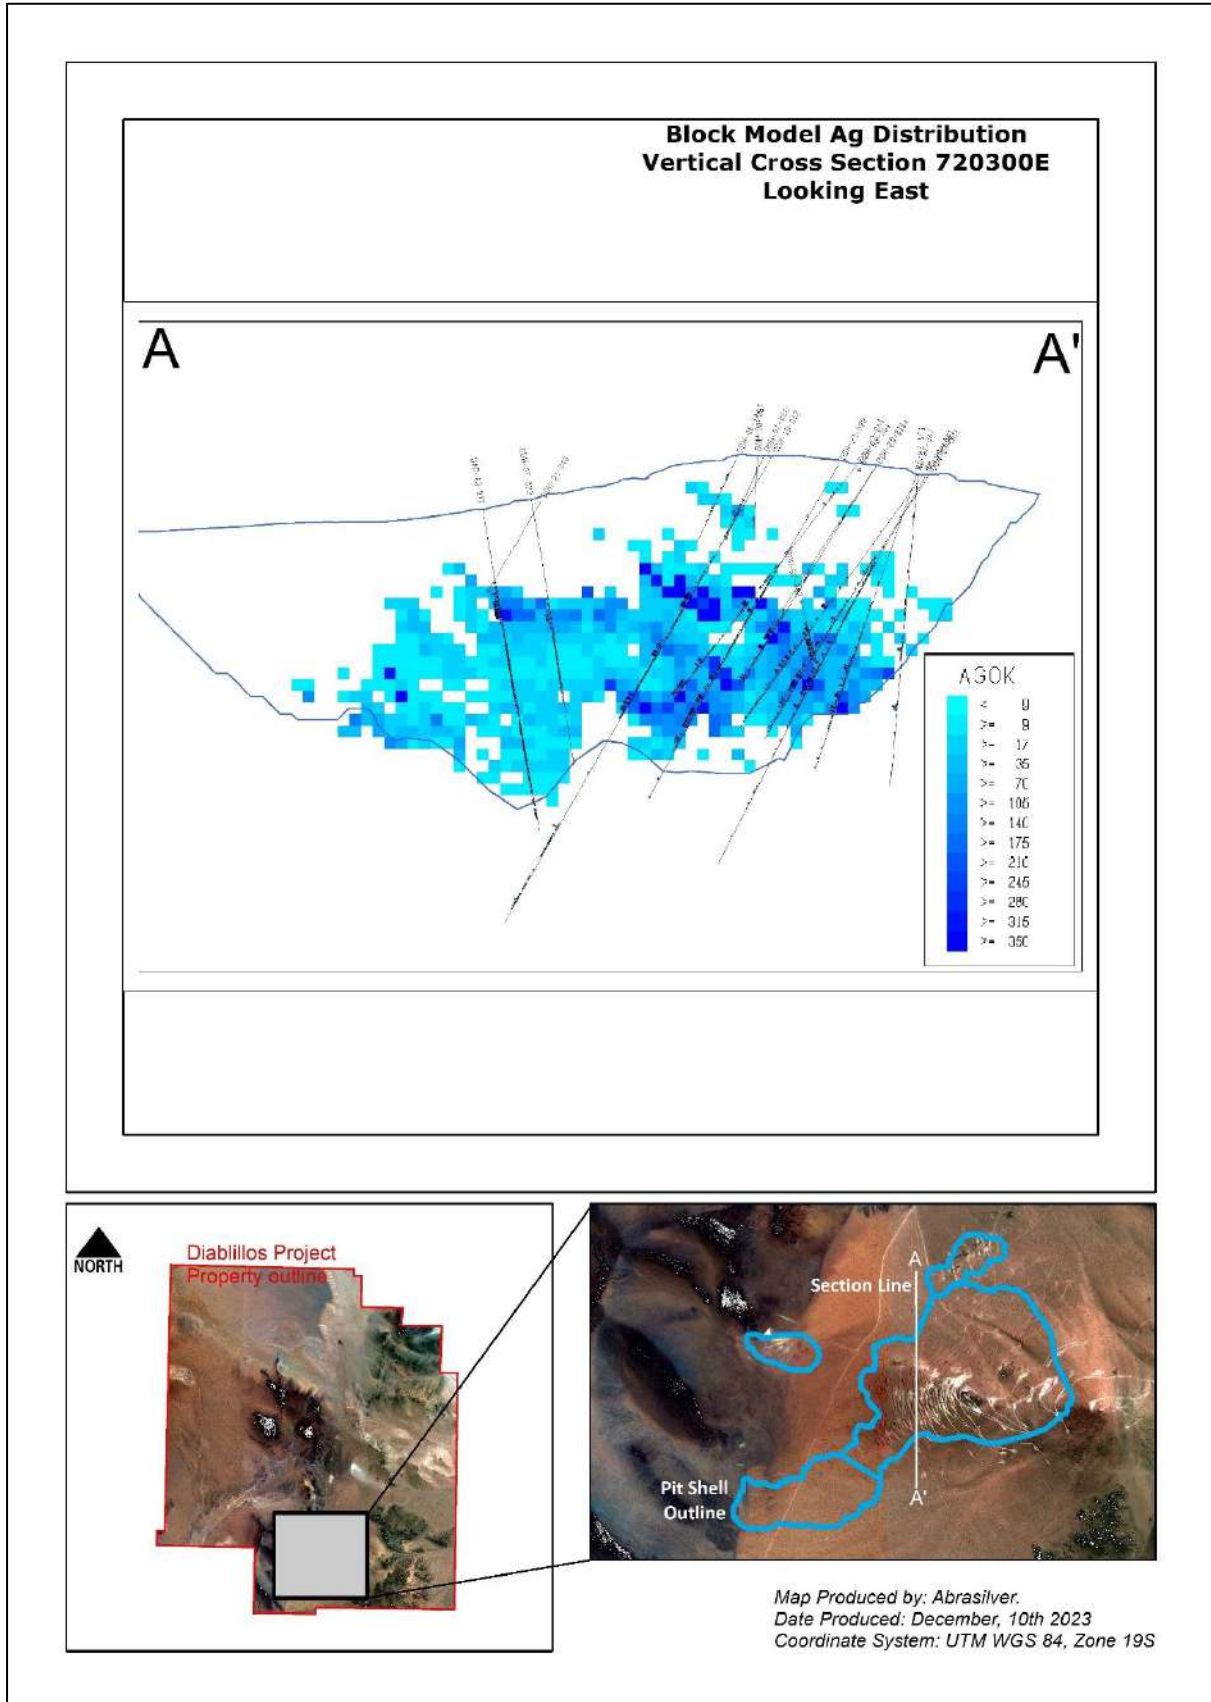 Block Model Ag Distribution
Vertical Cross Section 720300E
Looking East
A
A'
AGOK
< 9
>= 9
>= 17
>= 35
>= 70
>= 105
>= 140
>= 175
>= 210
>= 245
>= 280
>= 315
>= 350
NORTH
Diablillos Project
Property outline
A
Section Line
Pit Shell
Outline
A'
Map Produced by: Abrasilver.
Date Produced: December, 10th 2023
Coordinate System: UTM WGS 84, Zone 19S